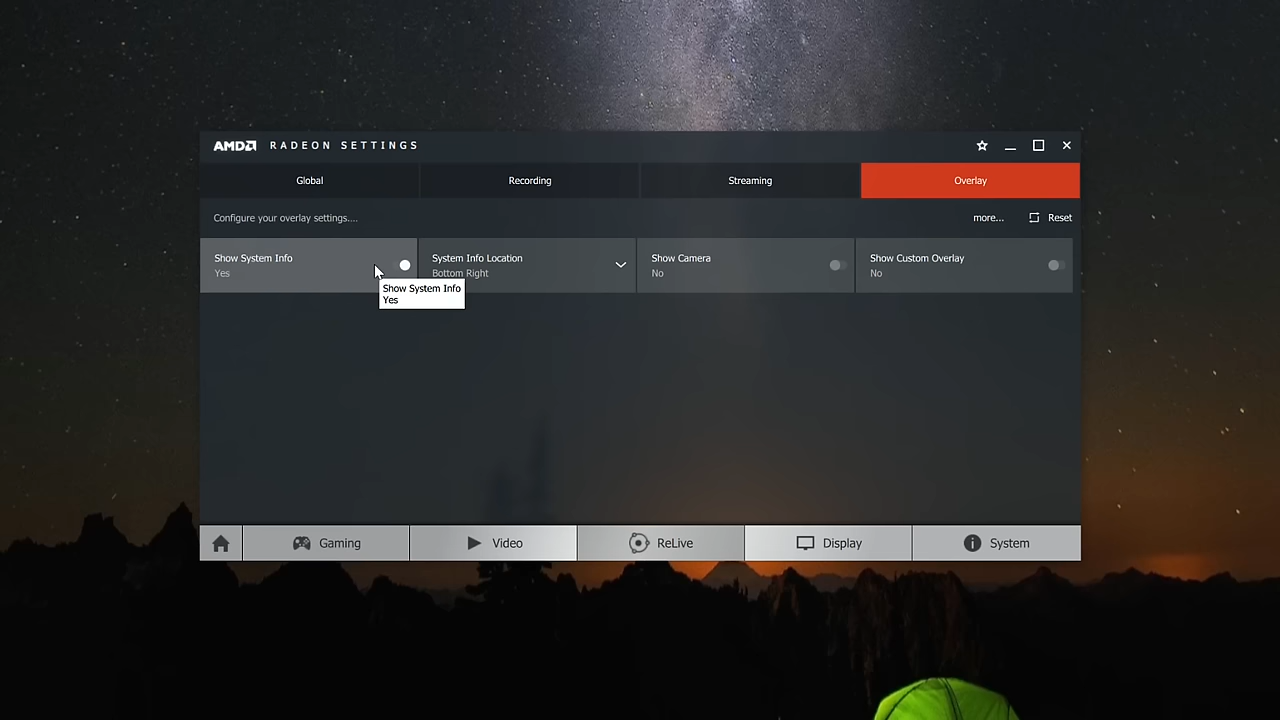 AMD RADEON SETTINGS
Global Recording Streaming Overlay
Configure your overlay settings.... more... Reset
Show System Info
Yes
System Info Location
Bottom Right
Show Camera
No
Show Custom Overlay
No
Show System Info
Yes
Gaming Video ReLive Display System